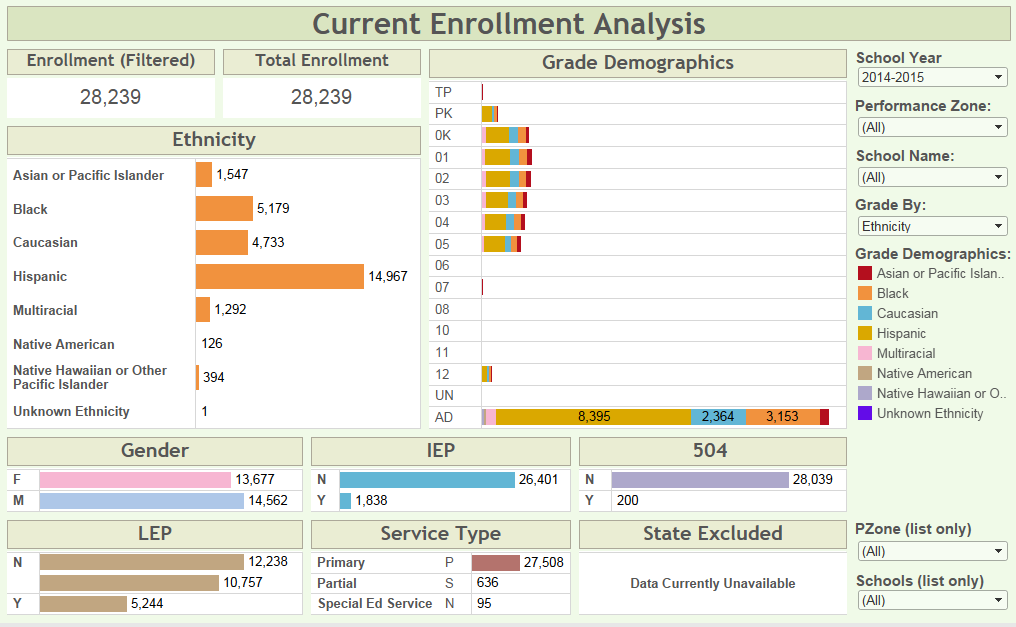 Current Enrollment Analysis
Enrollment (Filtered)
28,239
Total Enrollment
28,239
Ethnicity
Asian or Pacific Islander 1,547
Black 5,179
Caucasian 4,733
Hispanic 14,967
Multiracial 1,292
Native American 126
Native Hawaiian or Other
Pacific Islander 394
Unknown Ethnicity 1
Grade Demographics
TP
PK
0K
01
02
03
04
05
06
07
08
10
11
12
UN
AD 8,395 2,364 3,153
School Year
2014-2015
Performance Zone:
(All)
School Name:
(All)
Grade By:
Ethnicity
Grade Demographics:
Asian or Pacific Islan..
Black
Caucasian
Hispanic
Multiracial
Native American
Native Hawaiian or O..
Unknown Ethnicity
Gender
F 13,677
M 14,562
IEP
N 26,401
Y 1,838
504
N 28,039
Y 200
LEP
N 12,238
10,757
Y 5,244
Service Type
Primary P 27,508
Partial S 636
Special Ed Service N 95
State Excluded
Data Currently Unavailable
PZone (list only)
(All)
Schools (list only)
(All)